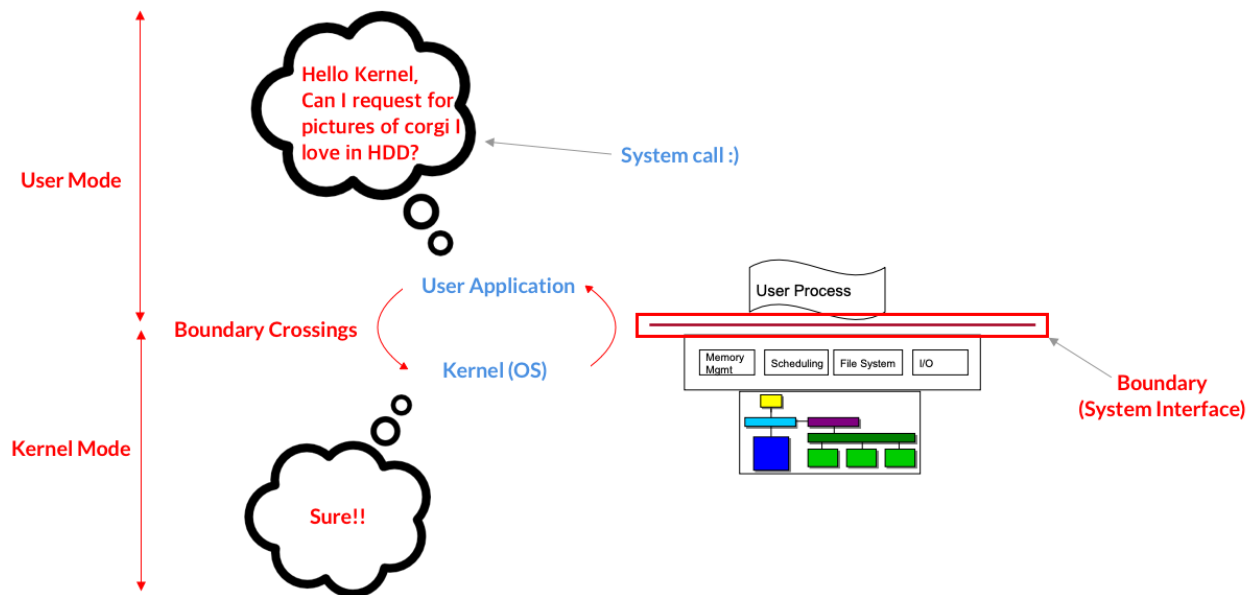 Hello Kernel,
Can I request for
pictures of corgi I
love in HDD?
System call :)
User Mode
User Application
Boundary Crossings
Kernel (OS)
Kernel Mode
Sure!!
User Process
Memory
Mgmt
Scheduling
File System
I/O
Boundary
(System Interface)